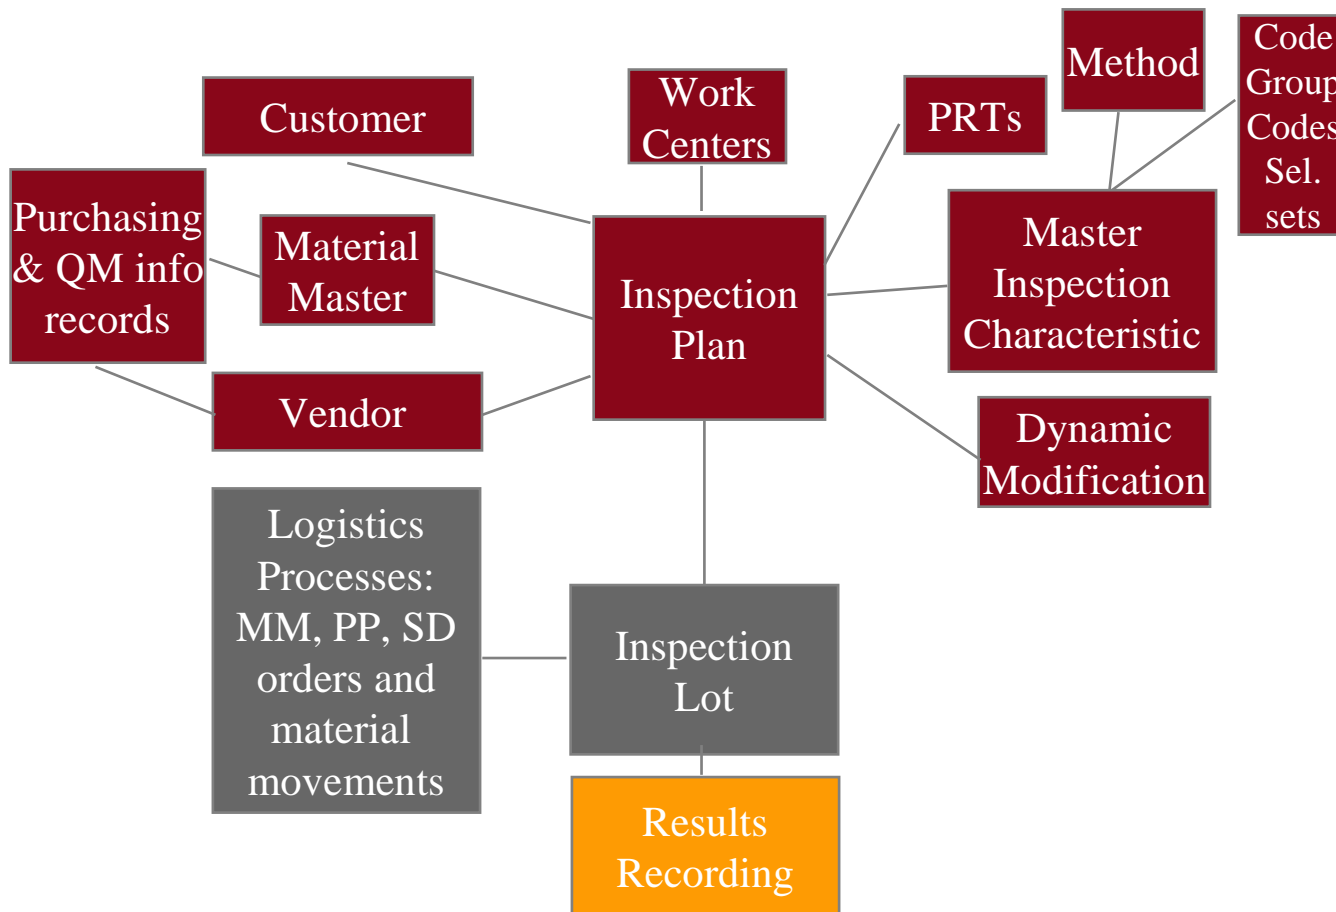 Customer
Work
Centers
PRTs
Method
Code
Group
Codes
Sel.
sets
Purchasing
& QM info
records
Material
Master
Inspection
Plan
Master
Inspection
Characteristic
Vendor
Dynamic
Modification
Logistics
Processes:
MM, PP, SD
orders and
material
movements
Inspection
Lot
Results
Recording